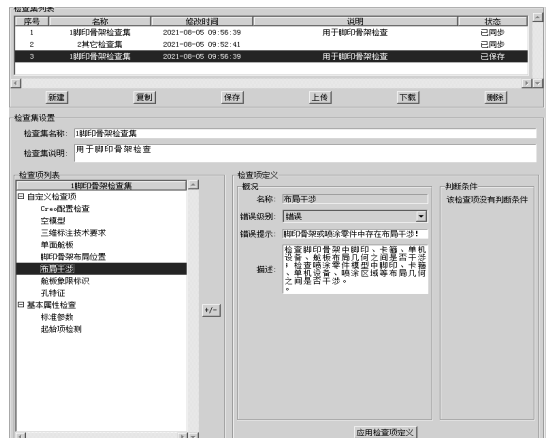 检查集列表
序号 名称 修改时间 说明 状态
1 1脚印骨架检查集 2021-08-05 09:56:39 用于脚印骨架检查 已同步
2 2其它检查集 2021-08-05 09:52:41 已同步
3 1脚印骨架检查集 2021-08-05 09:56:39 用于脚印骨架检查 已保存
新建 复制 保存 上传 下载 删除
检查集设置
检查集名称: 1脚印骨架检查集
检查集说明: 用于脚印骨架检查
检查项列表
1脚印骨架检查集
自定义检查项
Creo配置检查
空模型
三维标注技术要求
单面舱板
脚印骨架布局位置
布局干涉
舱板象限标识
孔特征
基本属性检查
标准参数
起始项检测
+/-
检查项定义
概况
名称: 布局干涉
错误级别: 错误
错误提示: 脚印骨架或喷涂零件中存在布局干涉!
描述: 检查脚印骨架中脚印、卡箍、单机
设备、舱板布局几何之间是否干涉
;检查喷涂零件模型中脚印、卡箍
、单机设备、喷涂区域等布局几何
之间是否干涉。
。
判断条件
该检查项没有判断条件
应用检查项定义